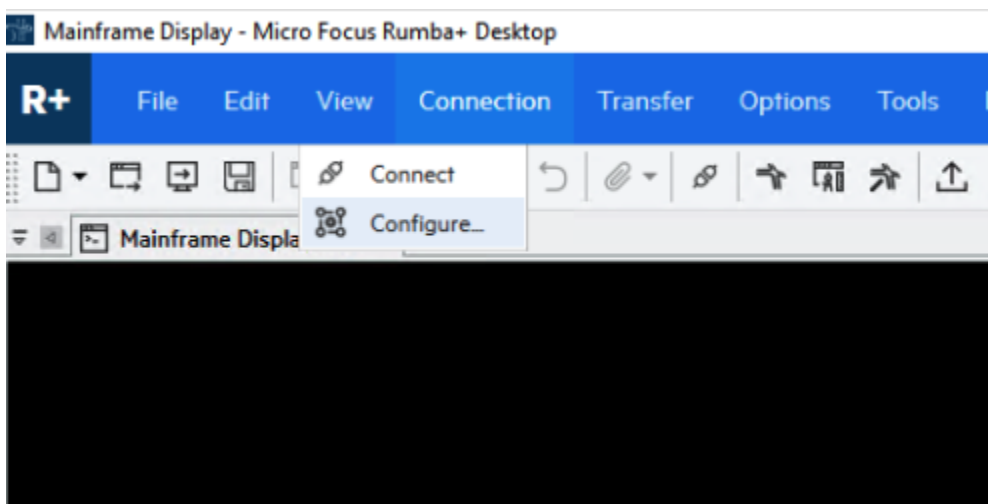 Mainframe Display - Micro Focus Rumba+ Desktop
R+ File Edit View Connection Transfer Options Tools
Connect
Configure...
Mainframe Displa